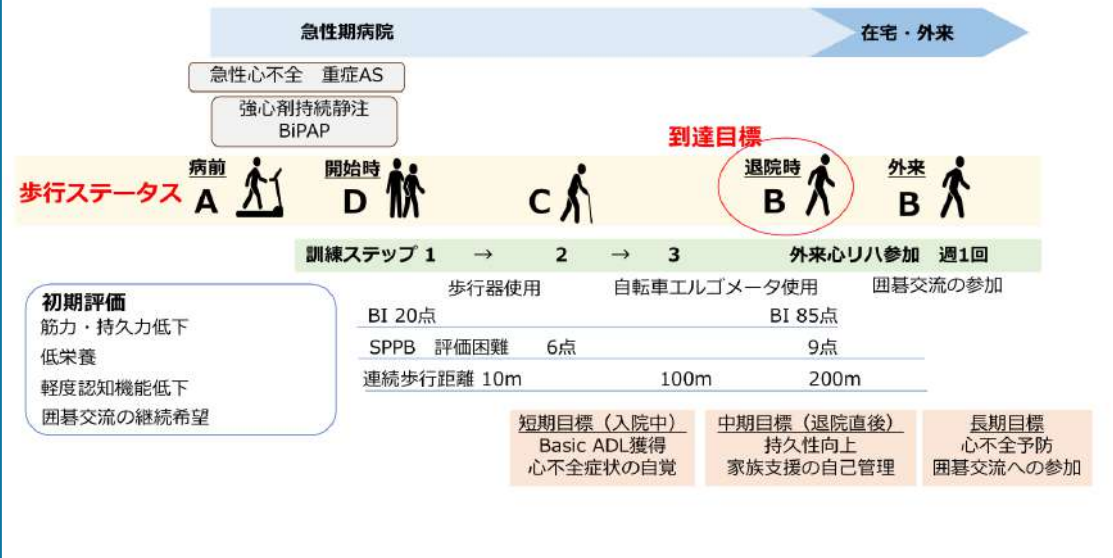 急性期病院
在宅・外来
急性心不全　重症AS
強心剤持続静注
BiPAP
到達目標
歩行ステータス
病前
A
開始時
D
C
退院時
B
外来
B
訓練ステップ 1　→　2　→　3　外来心リハ参加　週1回
歩行器使用　自転車エルゴメータ使用　囲碁交流の参加
初期評価
筋力・持久力低下
低栄養
軽度認知機能低下
囲碁交流の継続希望
BI 20点　BI 85点
SPPB　評価困難　6点　9点
連続歩行距離 10m　100m　200m
短期目標（入院中）
Basic ADL獲得
心不全症状の自覚
中期目標（退院直後）
持久性向上
家族支援の自己管理
長期目標
心不全予防
囲碁交流への参加